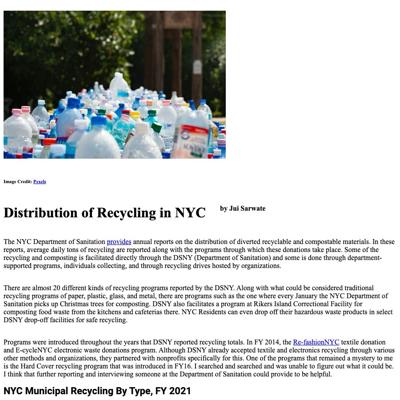 Image Credit: Pexels
Distribution of Recycling in NYC
by Jui Sarwate
The NYC Department of Sanitation provides annual reports on the distribution of diverted recyclable and compostable materials. In these
reports, average daily tons of recycling are reported along with the programs through which these donations take place. Some of the
recycling and composting is facilitated directly through the DSNY (Department of Sanitation) and some is done through department-
supported programs, individuals collecting, and through recycling drives hosted by organizations.
There are almost 20 different kinds of recycling programs reported by the DSNY. Along with what could be considered traditional
recycling programs of paper, plastic, glass, and metal, there are programs such as the one where every January the NYC Department of
Sanitation picks up Christmas trees for composting. DSNY also facilitates a program at Rikers Island Correctional Facility for
composting food waste from the kitchens and cafeterias there. NYC Residents can even drop off their hazardous waste products in select
DSNY drop-off facilities for safe recycling.
Programs were introduced throughout the years that DSNY reported recycling totals. In FY 2014, the Re-fashioNYC textile donation
and E-cycleNYC electronic waste donations program. Although DSNY already accepted textile and electronics recycling through various
other methods and organizations, they partnered with nonprofits specifically for this. One of the programs that remained a mystery to me
is the Hard Cover recycling program that was introduced in FY16. I searched and searched and was unable to figure out what it could be.
I think that further reporting and interviewing someone at the Department of Sanitation could provide to be helpful.
NYC Municipal Recycling By Type, FY 2021